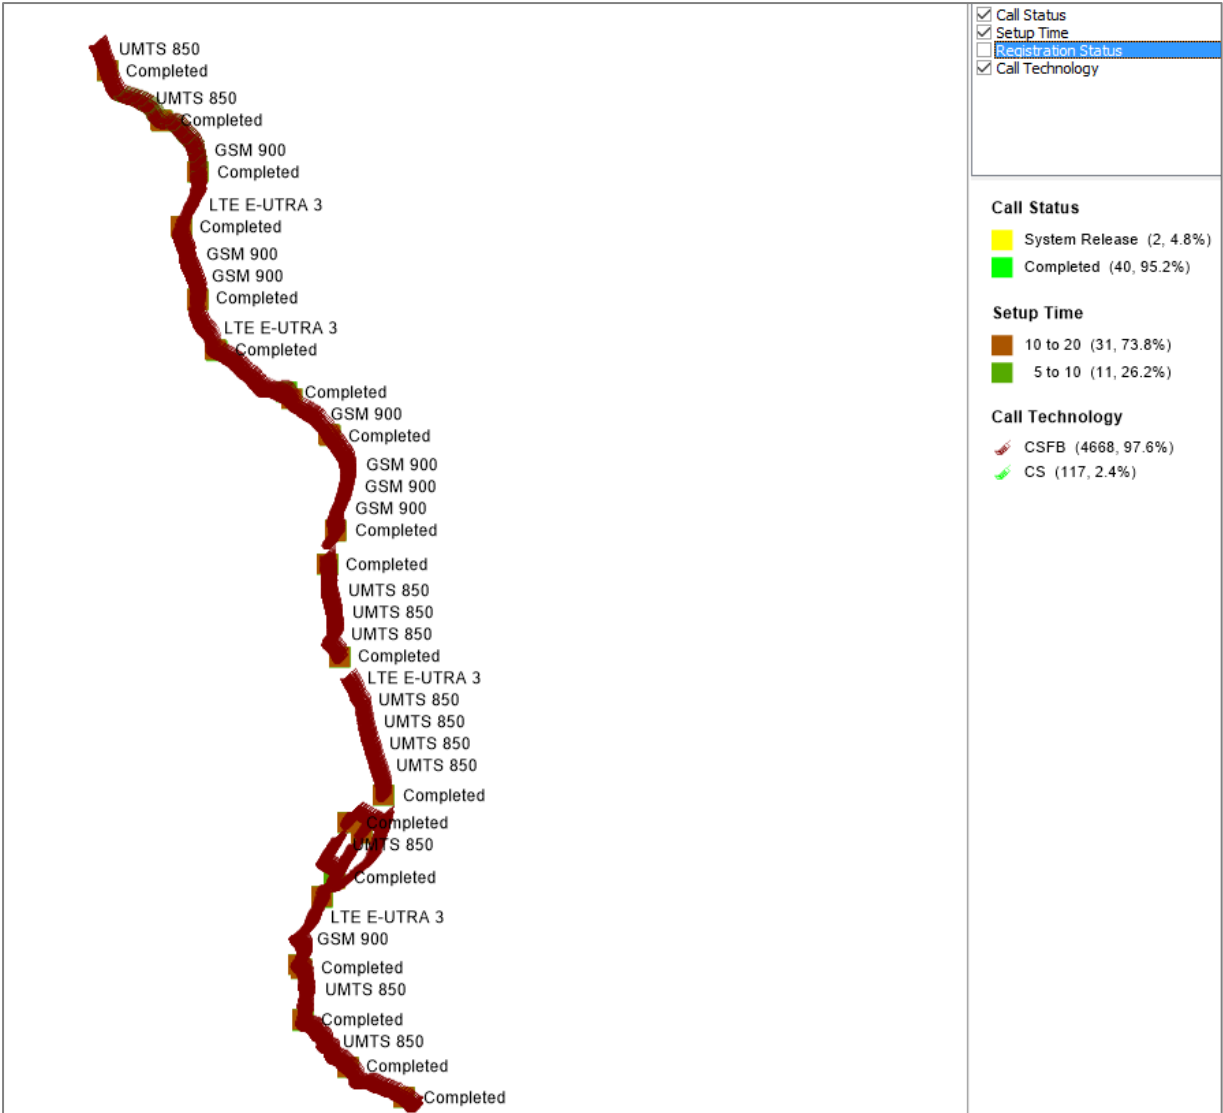 UMTS 850
Completed
UMTS 850
Completed
GSM 900
Completed
LTE E-UTRA 3
Completed
GSM 900
GSM 900
Completed
LTE E-UTRA 3
Completed
Completed
GSM 900
Completed
GSM 900
GSM 900
GSM 900
Completed
Completed
UMTS 850
UMTS 850
UMTS 850
Completed
LTE E-UTRA 3
UMTS 850
UMTS 850
UMTS 850
UMTS 850
Completed
Completed
UMTS 850
Completed
LTE E-UTRA 3
GSM 900
Completed
UMTS 850
Completed
UMTS 850
Completed
Completed
Call Status
Setup Time
Registration Status
Call Technology
Call Status
System Release (2, 4.8%)
Completed (40, 95.2%)
Setup Time
10 to 20 (31, 73.8%)
5 to 10 (11, 26.2%)
Call Technology
CSFB (4668, 97.6%)
CS (117, 2.4%)